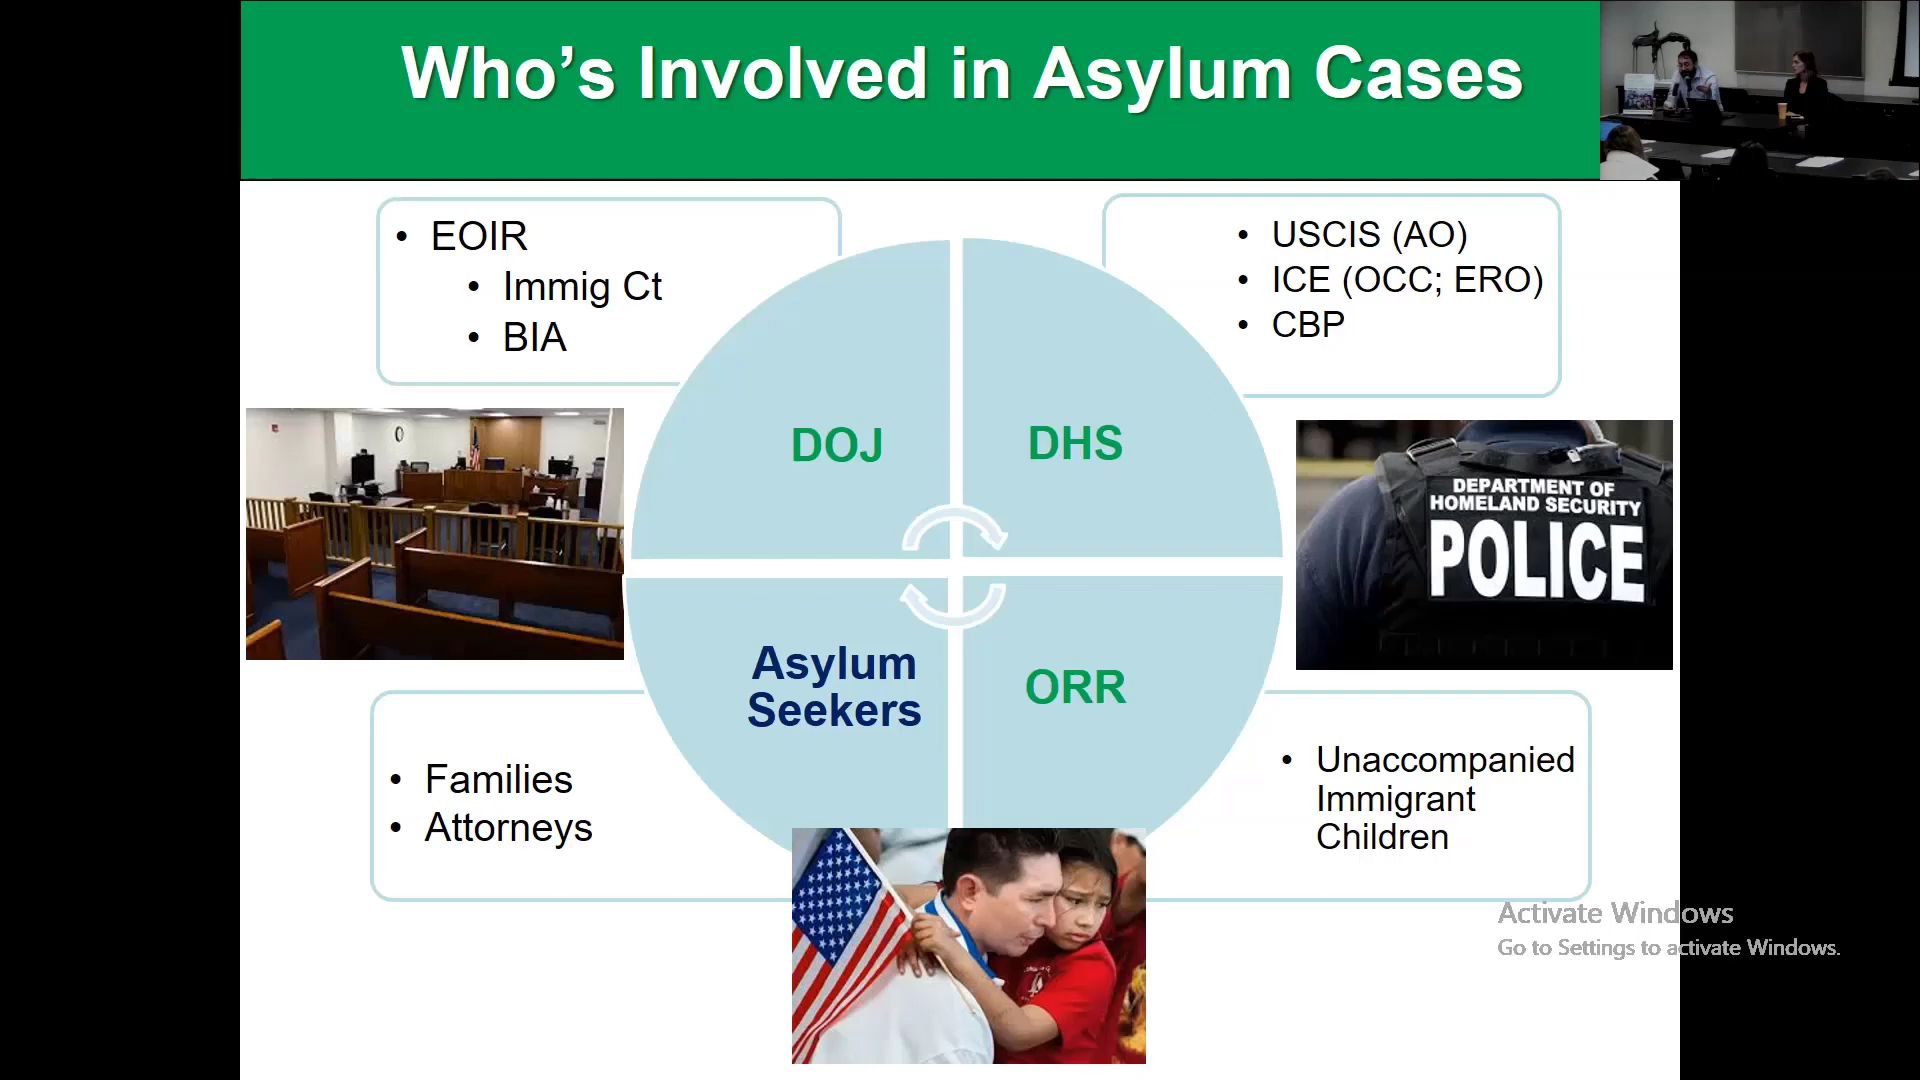 Who's Involved in Asylum Cases
• EOIR
• Immig Ct
• BIA
• USCIS (AO)
• ICE (OCC; ERO)
• CBP
DOJ
DHS
DEPARTMENT OF
HOMELAND SECURITY
POLICE
Asylum
Seekers
ORR
• Families
• Attorneys
• Unaccompanied
Immigrant
Children
Activate Windows
Go to Settings to activate Windows.